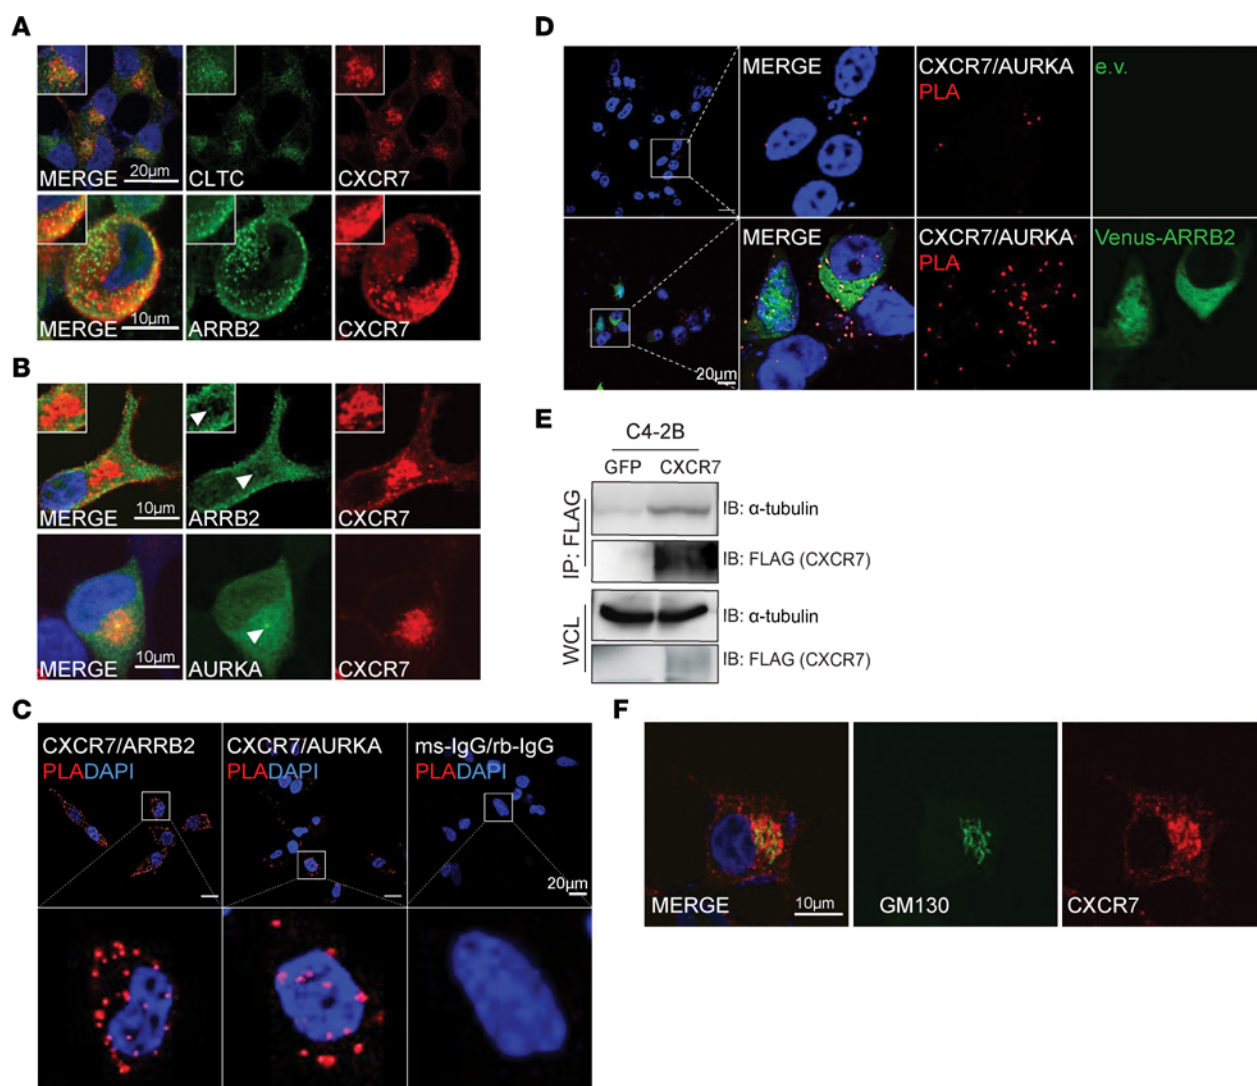 A
MERGE 20µm CLTC CXCR7
MERGE 10µm ARRB2 CXCR7
B
MERGE 10µm ARRB2 CXCR7
MERGE 10µm AURKA CXCR7
C
CXCR7/ARRB2 CXCR7/AURKA ms-IgG/rb-IgG
PLADAPI PLADAPI PLADAPI
20µm
D
MERGE CXCR7/AURKA e.v.
PLA
MERGE CXCR7/AURKA Venus-ARRB2
PLA
20µm
E
C4-2B
GFP CXCR7
IP: FLAG
IB: α-tubulin
IB: FLAG (CXCR7)
WCL
IB: α-tubulin
IB: FLAG (CXCR7)
F
MERGE 10µm GM130 CXCR7